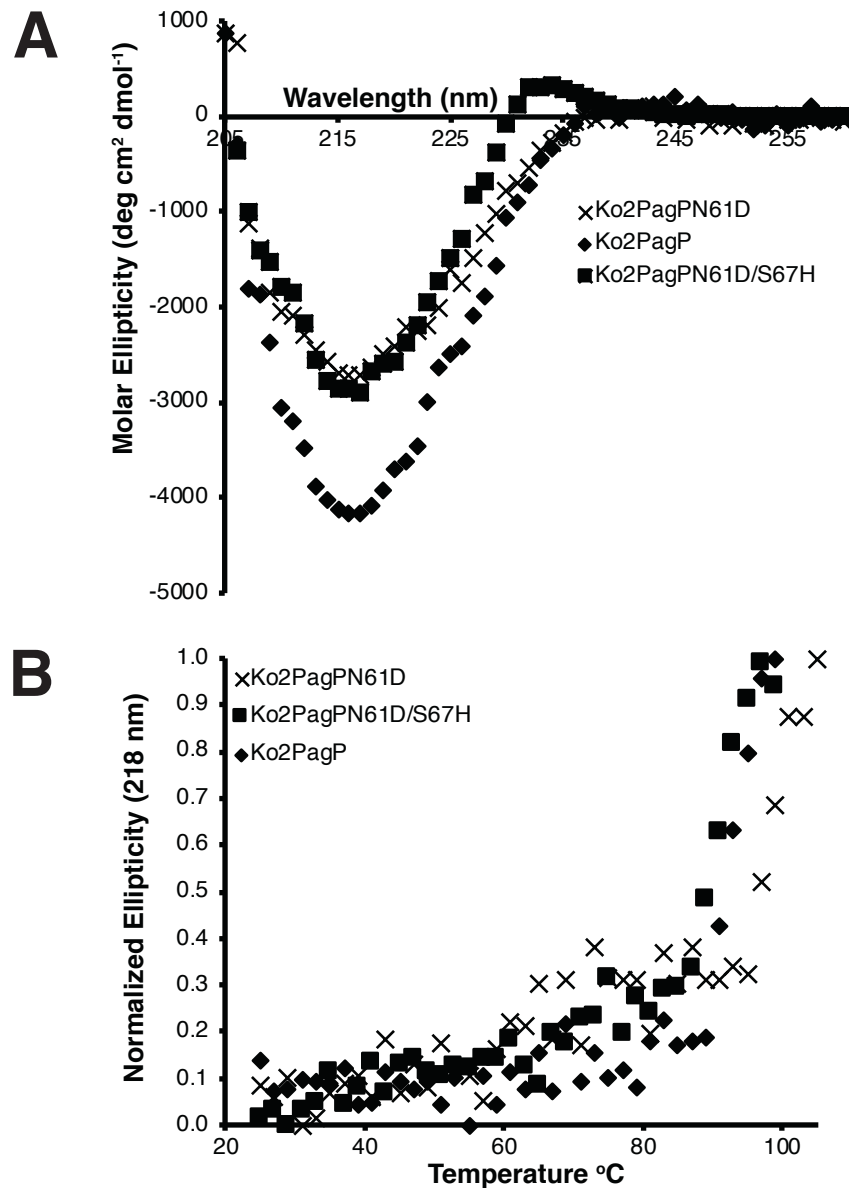 A
Molar Ellipticity (deg cm² dmol⁻¹)
1000
0
-1000
-2000
-3000
-4000
-5000
Wavelength (nm)
205 215 225 235 245 255
Ko2PagPN61D
Ko2PagP
Ko2PagPN61D/S67H
B
Normalized Ellipticity (218 nm)
1.0
0.9
0.8
0.7
0.6
0.5
0.4
0.3
0.2
0.1
0.0
Ko2PagPN61D
Ko2PagPN61D/S67H
Ko2PagP
20 40 60 80 100
Temperature °C